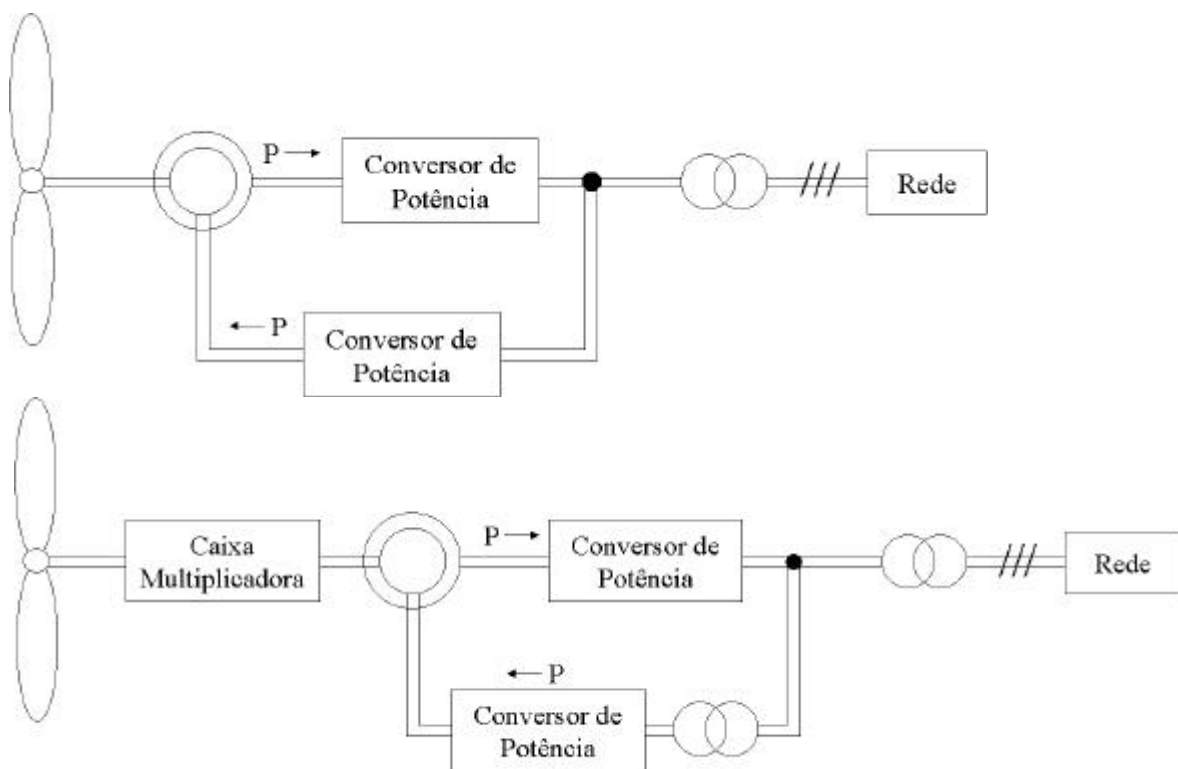 P
Conversor de
Potência
Rede
P
Conversor de
Potência
Caixa
Multiplicadora
P
Conversor de
Potência
Rede
P
Conversor de
Potência